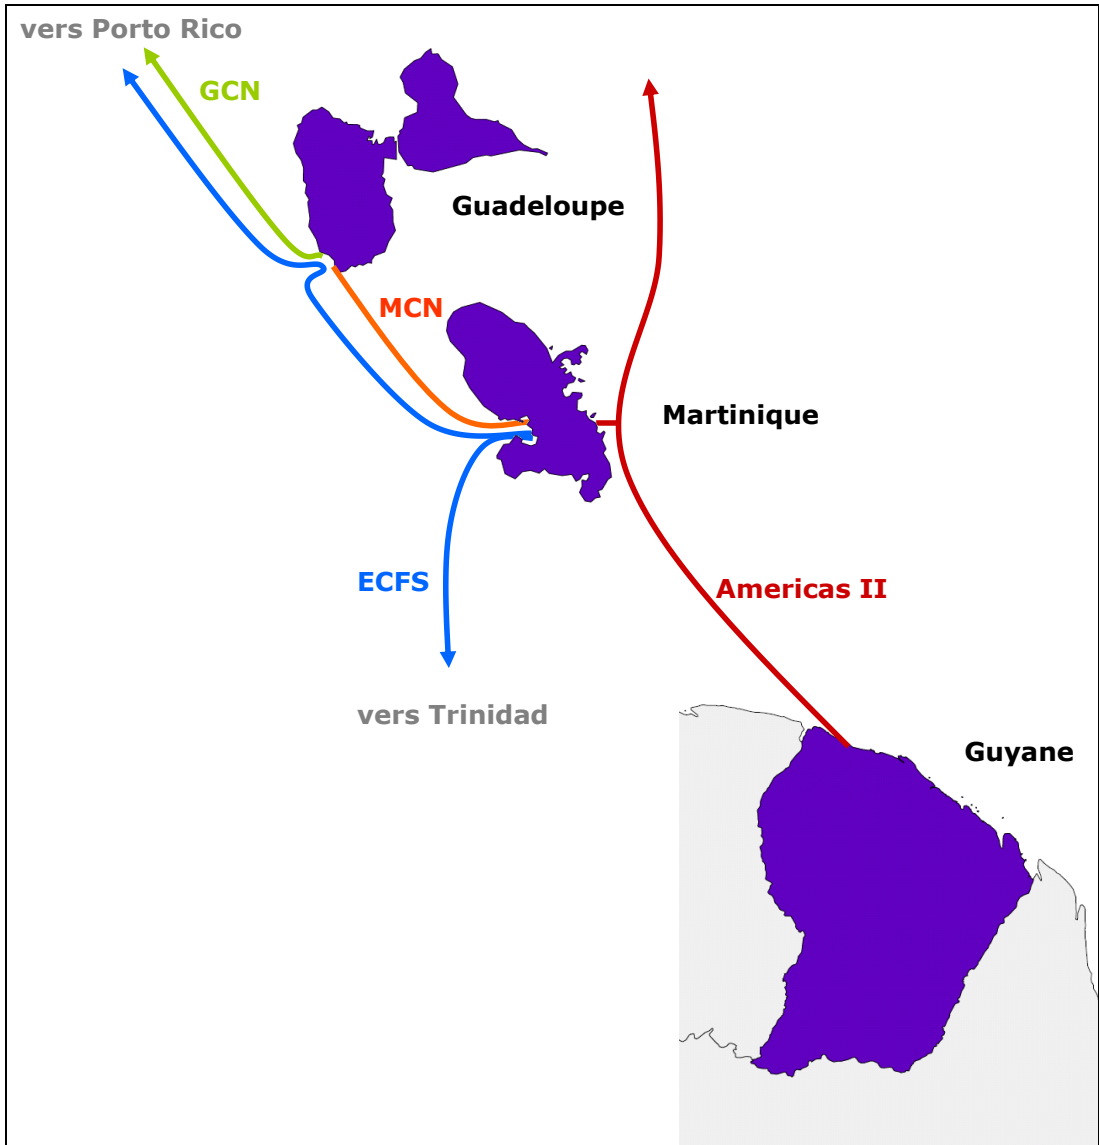 vers Porto Rico
GCN
Guadeloupe
MCN
Martinique
ECFS
Americas II
vers Trinidad
Guyane